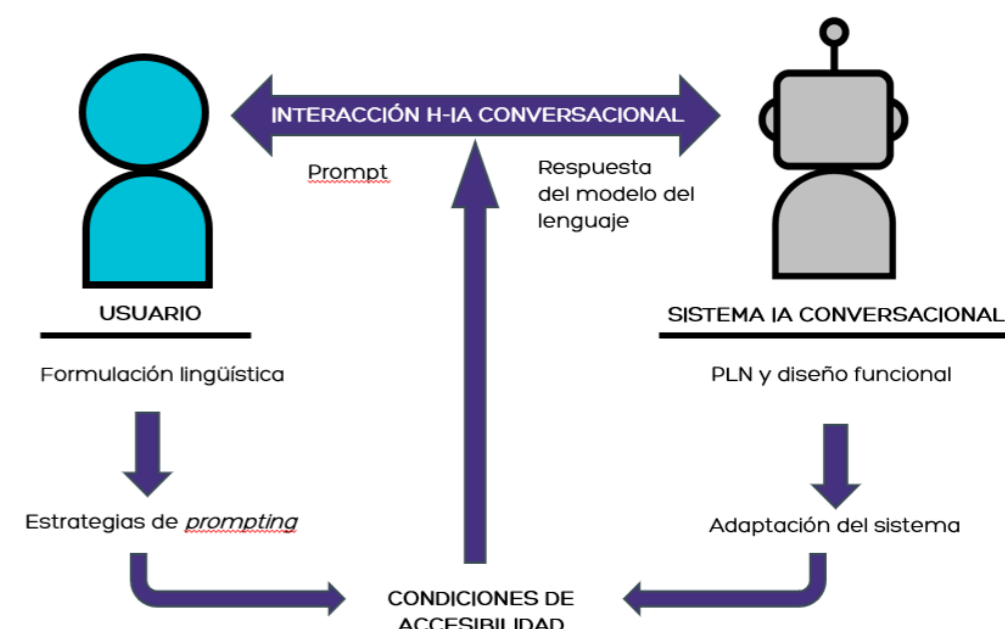 INTERACCIÓN H-IA CONVERSACIONAL
Prompt
Respuesta
del modelo del
lenguaje
USUARIO
SISTEMA IA CONVERSACIONAL
Formulación lingüística
PLN y diseño funcional
Estrategias de prompting
Adaptación del sistema
CONDICIONES DE
ACCESIBILIDAD